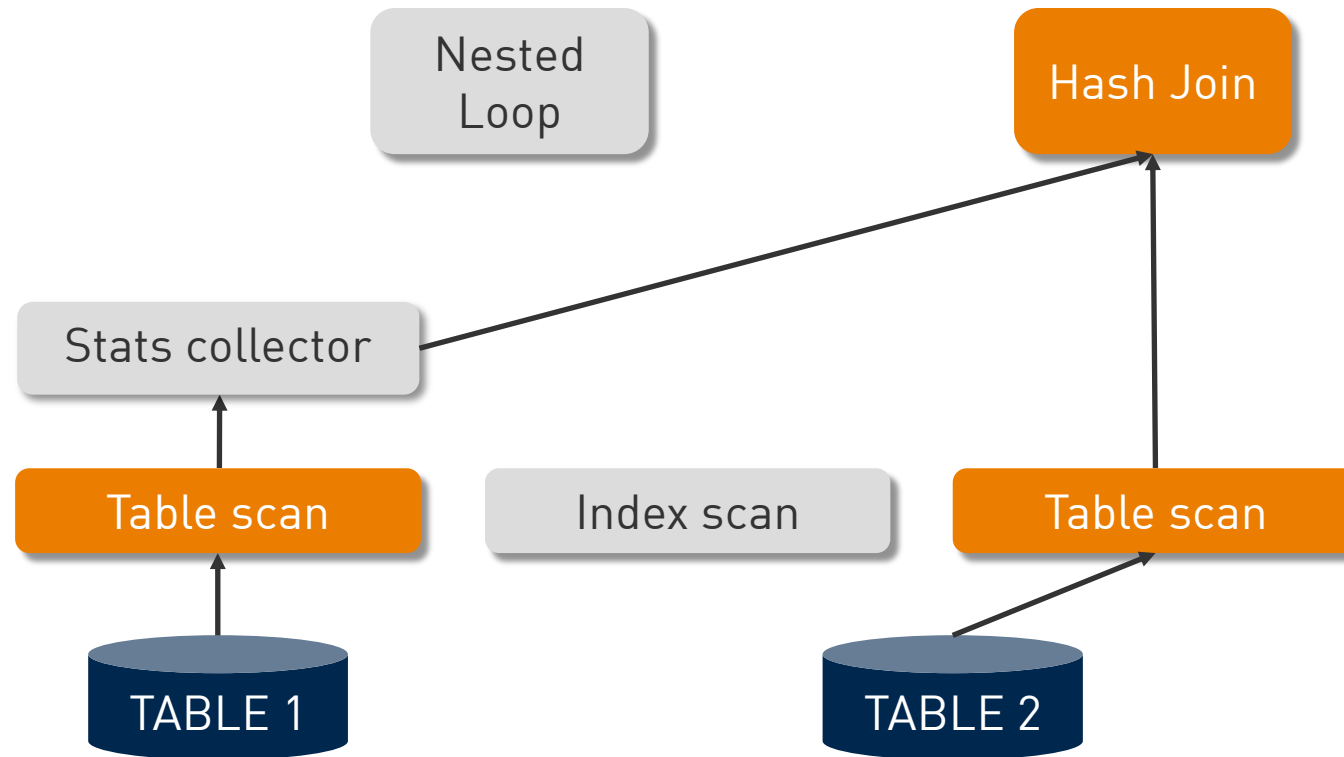 Nested
Loop
Hash Join
Stats collector
Table scan
Index scan
Table scan
TABLE 1
TABLE 2